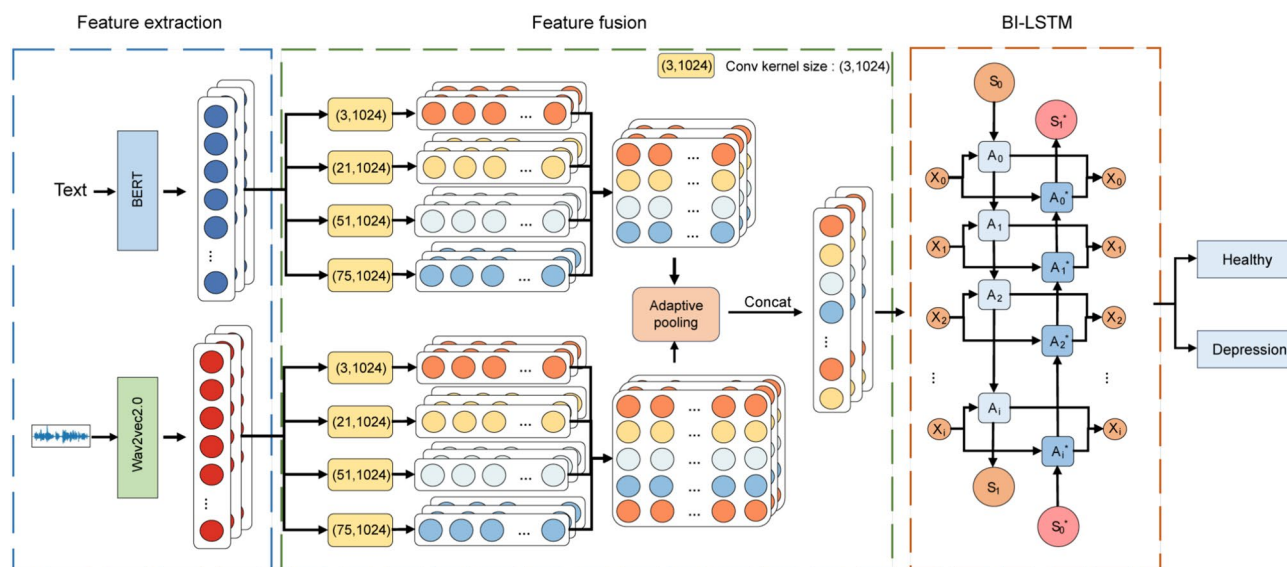 Feature extraction
Feature fusion
BI-LSTM
(3,1024)
Conv kernel size : (3,1024)
Text
BERT
...
(3,1024)
...
(21,1024)
...
(51,1024)
...
(75,1024)
...
...
...
...
...
Adaptive
pooling
Concat
...
Wav2vec2.0
...
(3,1024)
...
(21,1024)
...
(51,1024)
...
(75,1024)
...
...
...
...
...
...
S0
S1*
X0
A0
A0*
X0
X1
A1
A1*
X1
X2
A2
A2*
X2
...
...
Xi
Ai
Ai*
Xi
S1
S0*
Healthy
Depression